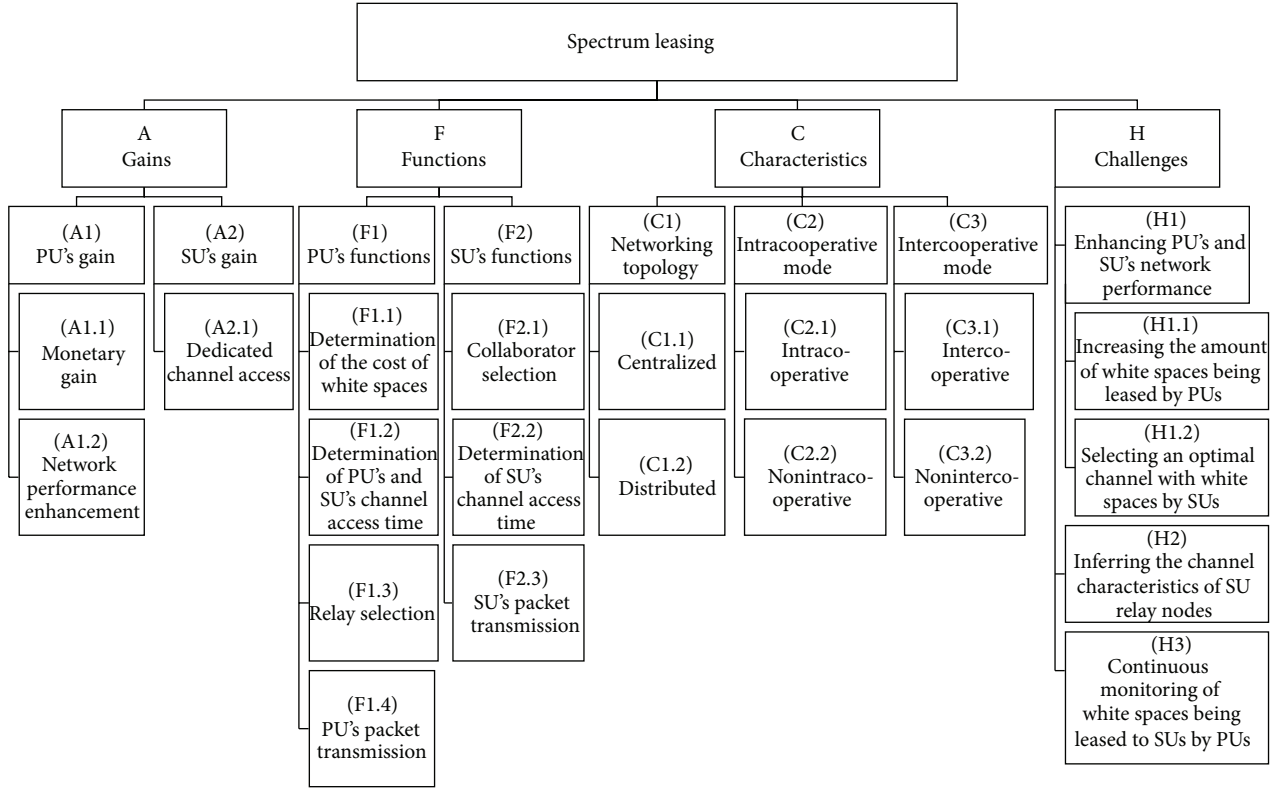 Spectrum leasing
A
Gains
F
Functions
C
Characteristics
H
Challenges
(A1)
PU's gain
(A1.1)
Monetary
gain
(A1.2)
Network
performance
enhancement
(A2)
SU's gain
(A2.1)
Dedicated
channel access
(F1)
PU's functions
(F1.1)
Determination
of the cost of
white spaces
(F1.2)
Determination
of PU's and
SU's channel
access time
(F1.3)
Relay selection
(F1.4)
PU's packet
transmission
(F2)
SU's functions
(F2.1)
Collaborator
selection
(F2.2)
Determination
of SU's
channel access
time
(F2.3)
SU's packet
transmission
(C1)
Networking
topology
(C1.1)
Centralized
(C1.2)
Distributed
(C2)
Intracooperative
mode
(C2.1)
Intraco-
operative
(C2.2)
Nonintraco-
operative
(C3)
Intercooperative
mode
(C3.1)
Interco-
operative
(C3.2)
Noninterco-
operative
(H1)
Enhancing PU's and
SU's network
performance
(H1.1)
Increasing the amount
of white spaces being
leased by PUs
(H1.2)
Selecting an optimal
channel with white
spaces by SUs
(H2)
Inferring the channel
characteristics of SU
relay nodes
(H3)
Continuous
monitoring of
white spaces being
leased to SUs by PUs